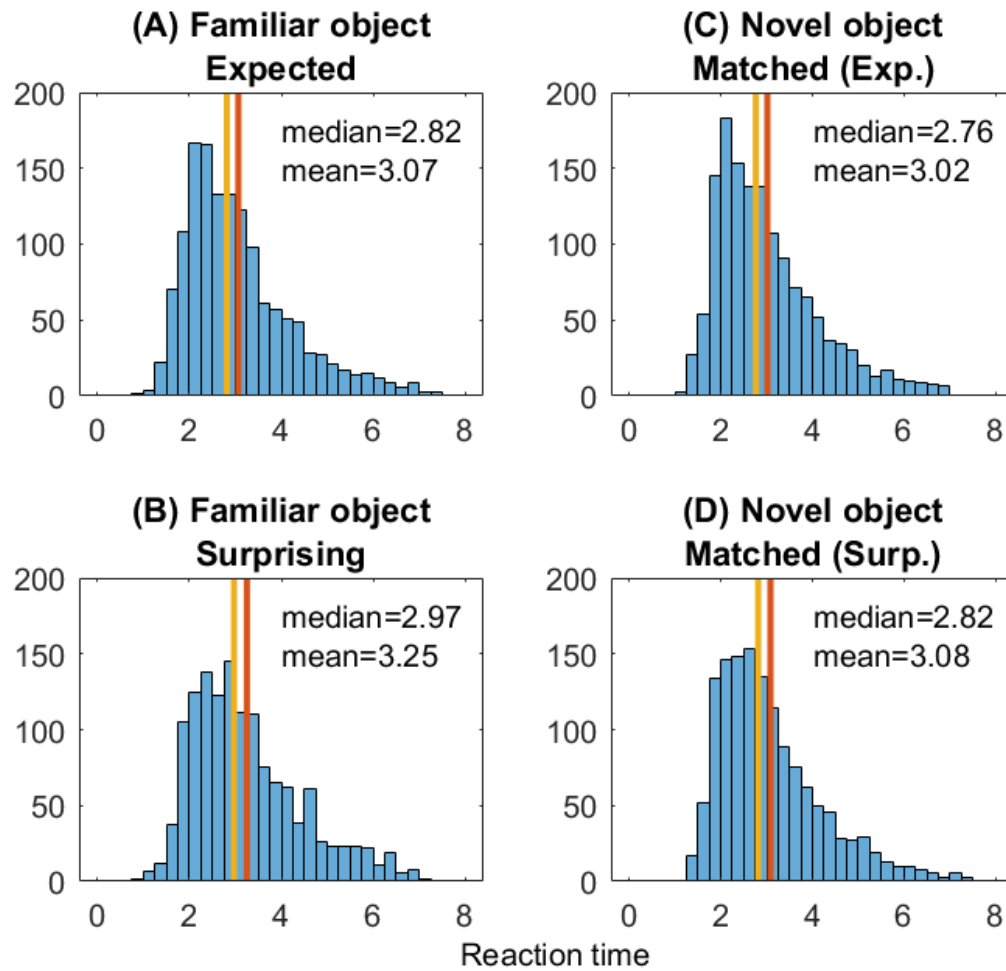 (A) Familiar object
Expected
200
150
100
50
0
median=2.82
mean=3.07
0 2 4 6 8
(C) Novel object
Matched (Exp.)
200
150
100
50
0
median=2.76
mean=3.02
0 2 4 6 8
(B) Familiar object
Surprising
200
150
100
50
0
median=2.97
mean=3.25
0 2 4 6 8
(D) Novel object
Matched (Surp.)
200
150
100
50
0
median=2.82
mean=3.08
0 2 4 6 8
Reaction time